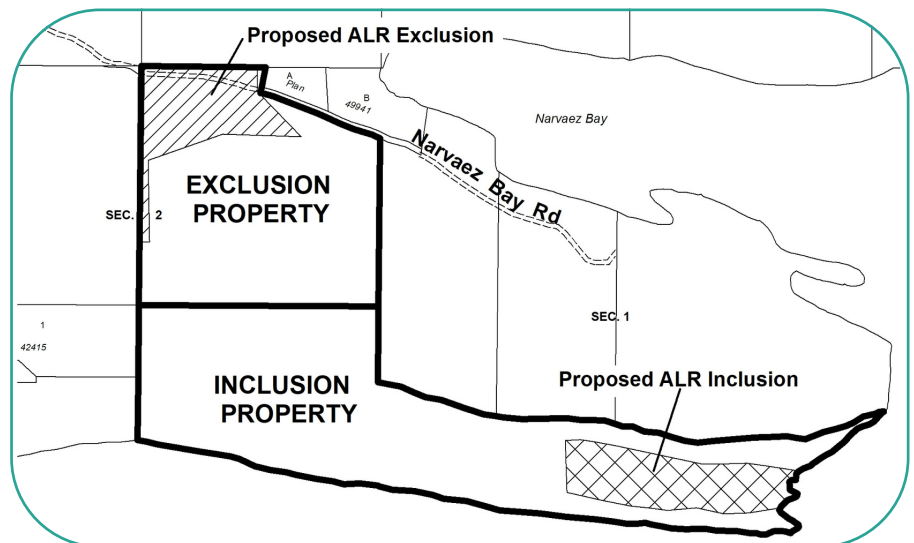 Proposed ALR Exclusion
A
Plan
B
49941
Narvaez Bay
Narvaez Bay Rd
EXCLUSION
PROPERTY
SEC. 2
1
42415
SEC. 1
INCLUSION
PROPERTY
Proposed ALR Inclusion